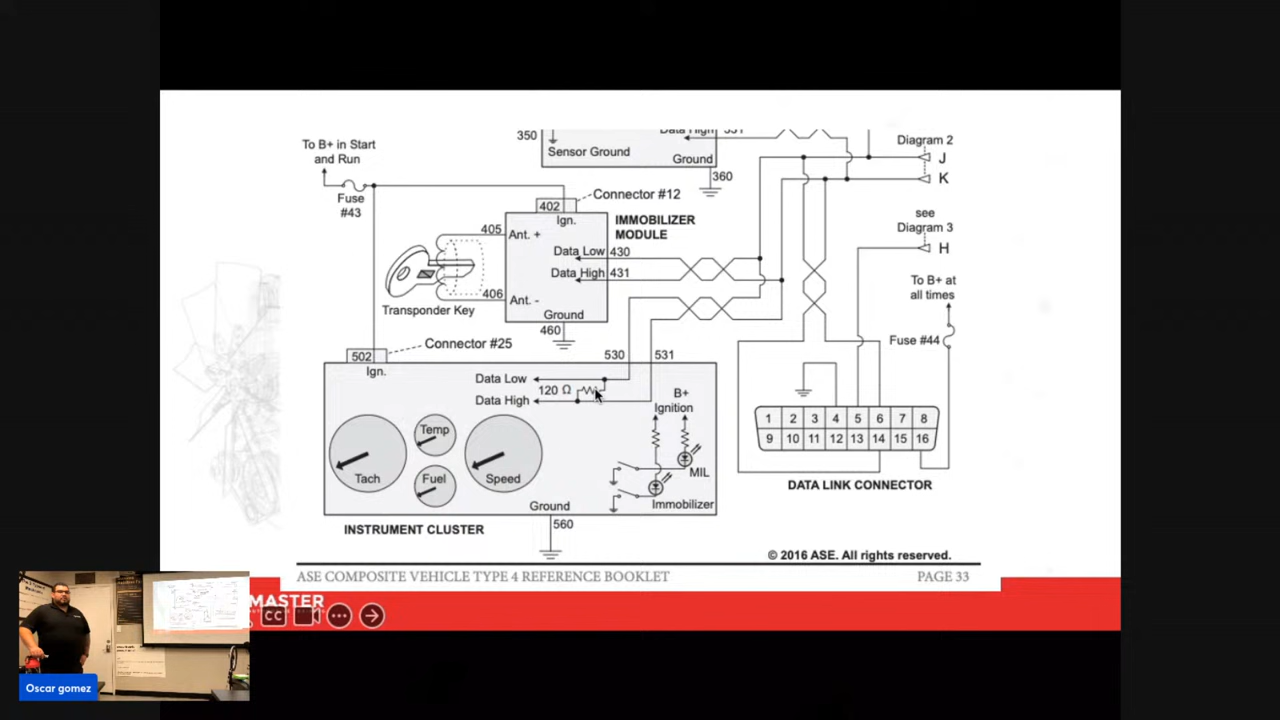 350
Data High
331
Sensor Ground
Ground
360
Diagram 2
J
K
To B+ in Start
and Run
Fuse
#43
Connector #12
402
Ign.
IMMOBILIZER
MODULE
405
Ant. +
Data Low
430
Data High
431
406
Ant. -
Ground
460
Transponder Key
see
Diagram 3
H
To B+ at
all times
Fuse #44
Connector #25
502
Ign.
530
531
Data Low
120 Ω
Data High
B+
Ignition
Temp
Tach
Fuel
Speed
MIL
Immobilizer
Ground
560
INSTRUMENT CLUSTER
1 2 3 4 5 6 7 8
9 10 11 12 13 14 15 16
DATA LINK CONNECTOR
© 2016 ASE. All rights reserved.
ASE COMPOSITE VEHICLE TYPE 4 REFERENCE BOOKLET
PAGE 33
MASTER
CC
Oscar gomez